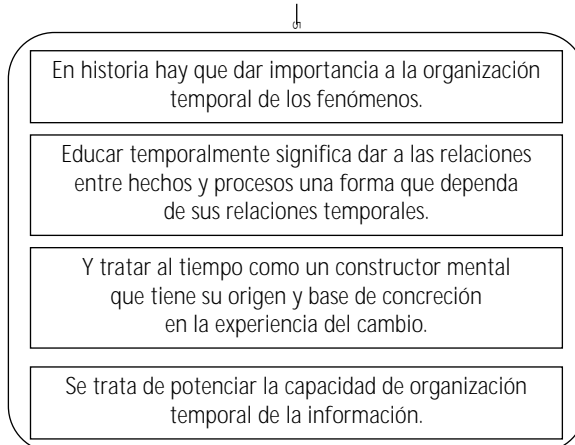 En historia hay que dar importancia a la organización
temporal de los fenómenos.
Educar temporalmente significa dar a las relaciones
entre hechos y procesos una forma que dependa
de sus relaciones temporales.
Y tratar al tiempo como un constructor mental
que tiene su origen y base de concreción
en la experiencia del cambio.
Se trata de potenciar la capacidad de organización
temporal de la información.